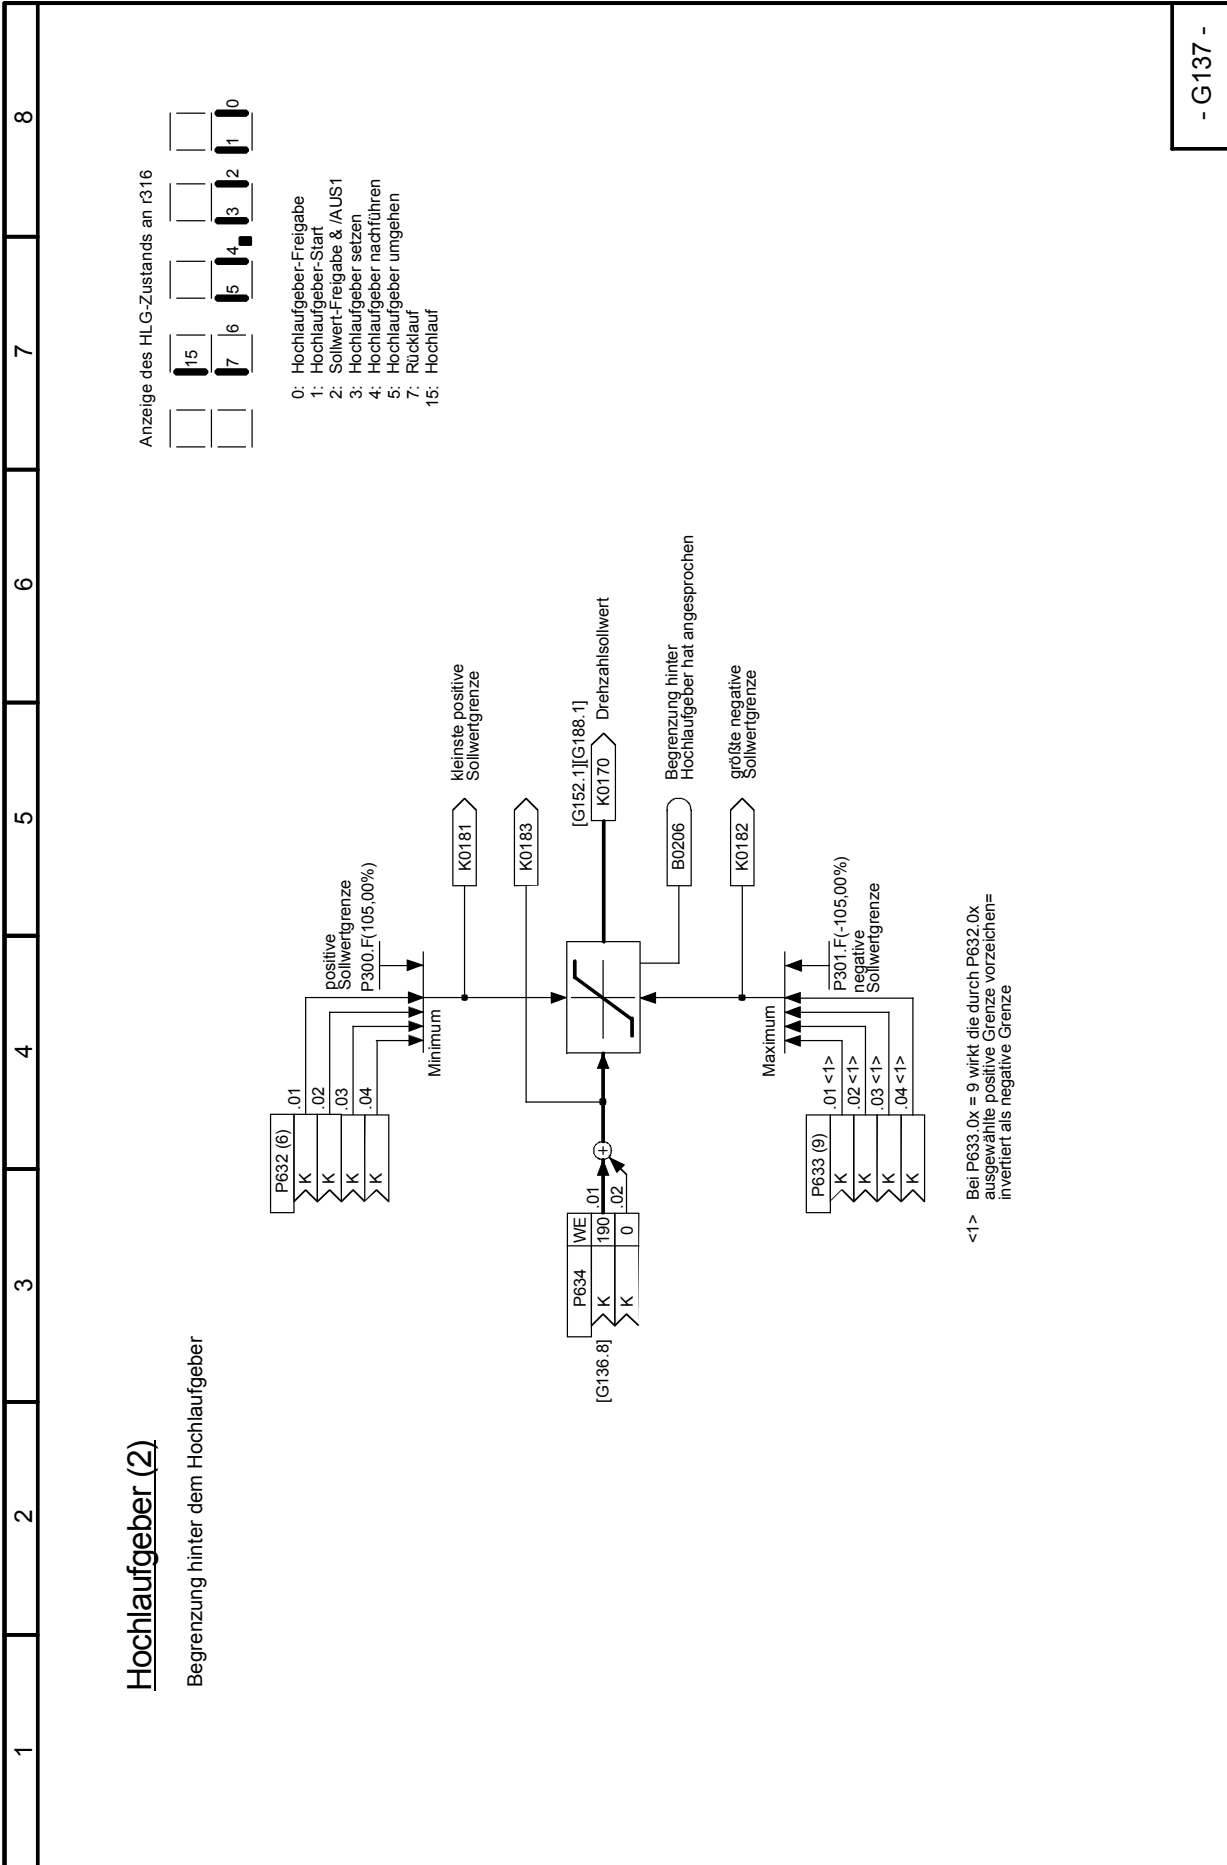 Hochlaufgeber (2)
Begrenzung hinter dem Hochlaufgeber
Anzeige des HLG-Zustands an r316
15
7 6 5 4 3 2 1 0
0: Hochlaufgeber-Freigabe
1: Hochlaufgeber-Start
2: Sollwert-Freigabe & /AUS1
3: Hochlaufgeber setzen
4: Hochlaufgeber nachführen
5: Hochlaufgeber umgehen
7: Rücklauf
15: Hochlauf
P632 (6)
K .01
K .02
K .03
K .04
positive
Sollwertgrenze
P300.F(105,00%)
Minimum
K0181
kleinste positive
Sollwertgrenze
K0183
[G136.8]
P634 WE
K 190 .01
K 0 .02
+
[G152.1][G188.1]
K0170
Drehzahlsollwert
B0206
Begrenzung hinter
Hochlaufgeber hat angesprochen
K0182
größte negative
Sollwertgrenze
Maximum
P301.F(-105,00%)
negative
Sollwertgrenze
P633 (9)
K .01 <1>
K .02 <1>
K .03 <1>
K .04 <1>
<1> Bei P633.0x = 9 wirkt die durch P632.0x
ausgewählte positive Grenze vorzeichen=
invertiert als negative Grenze
1 2 3 4 5 6 7 8
- G137 -